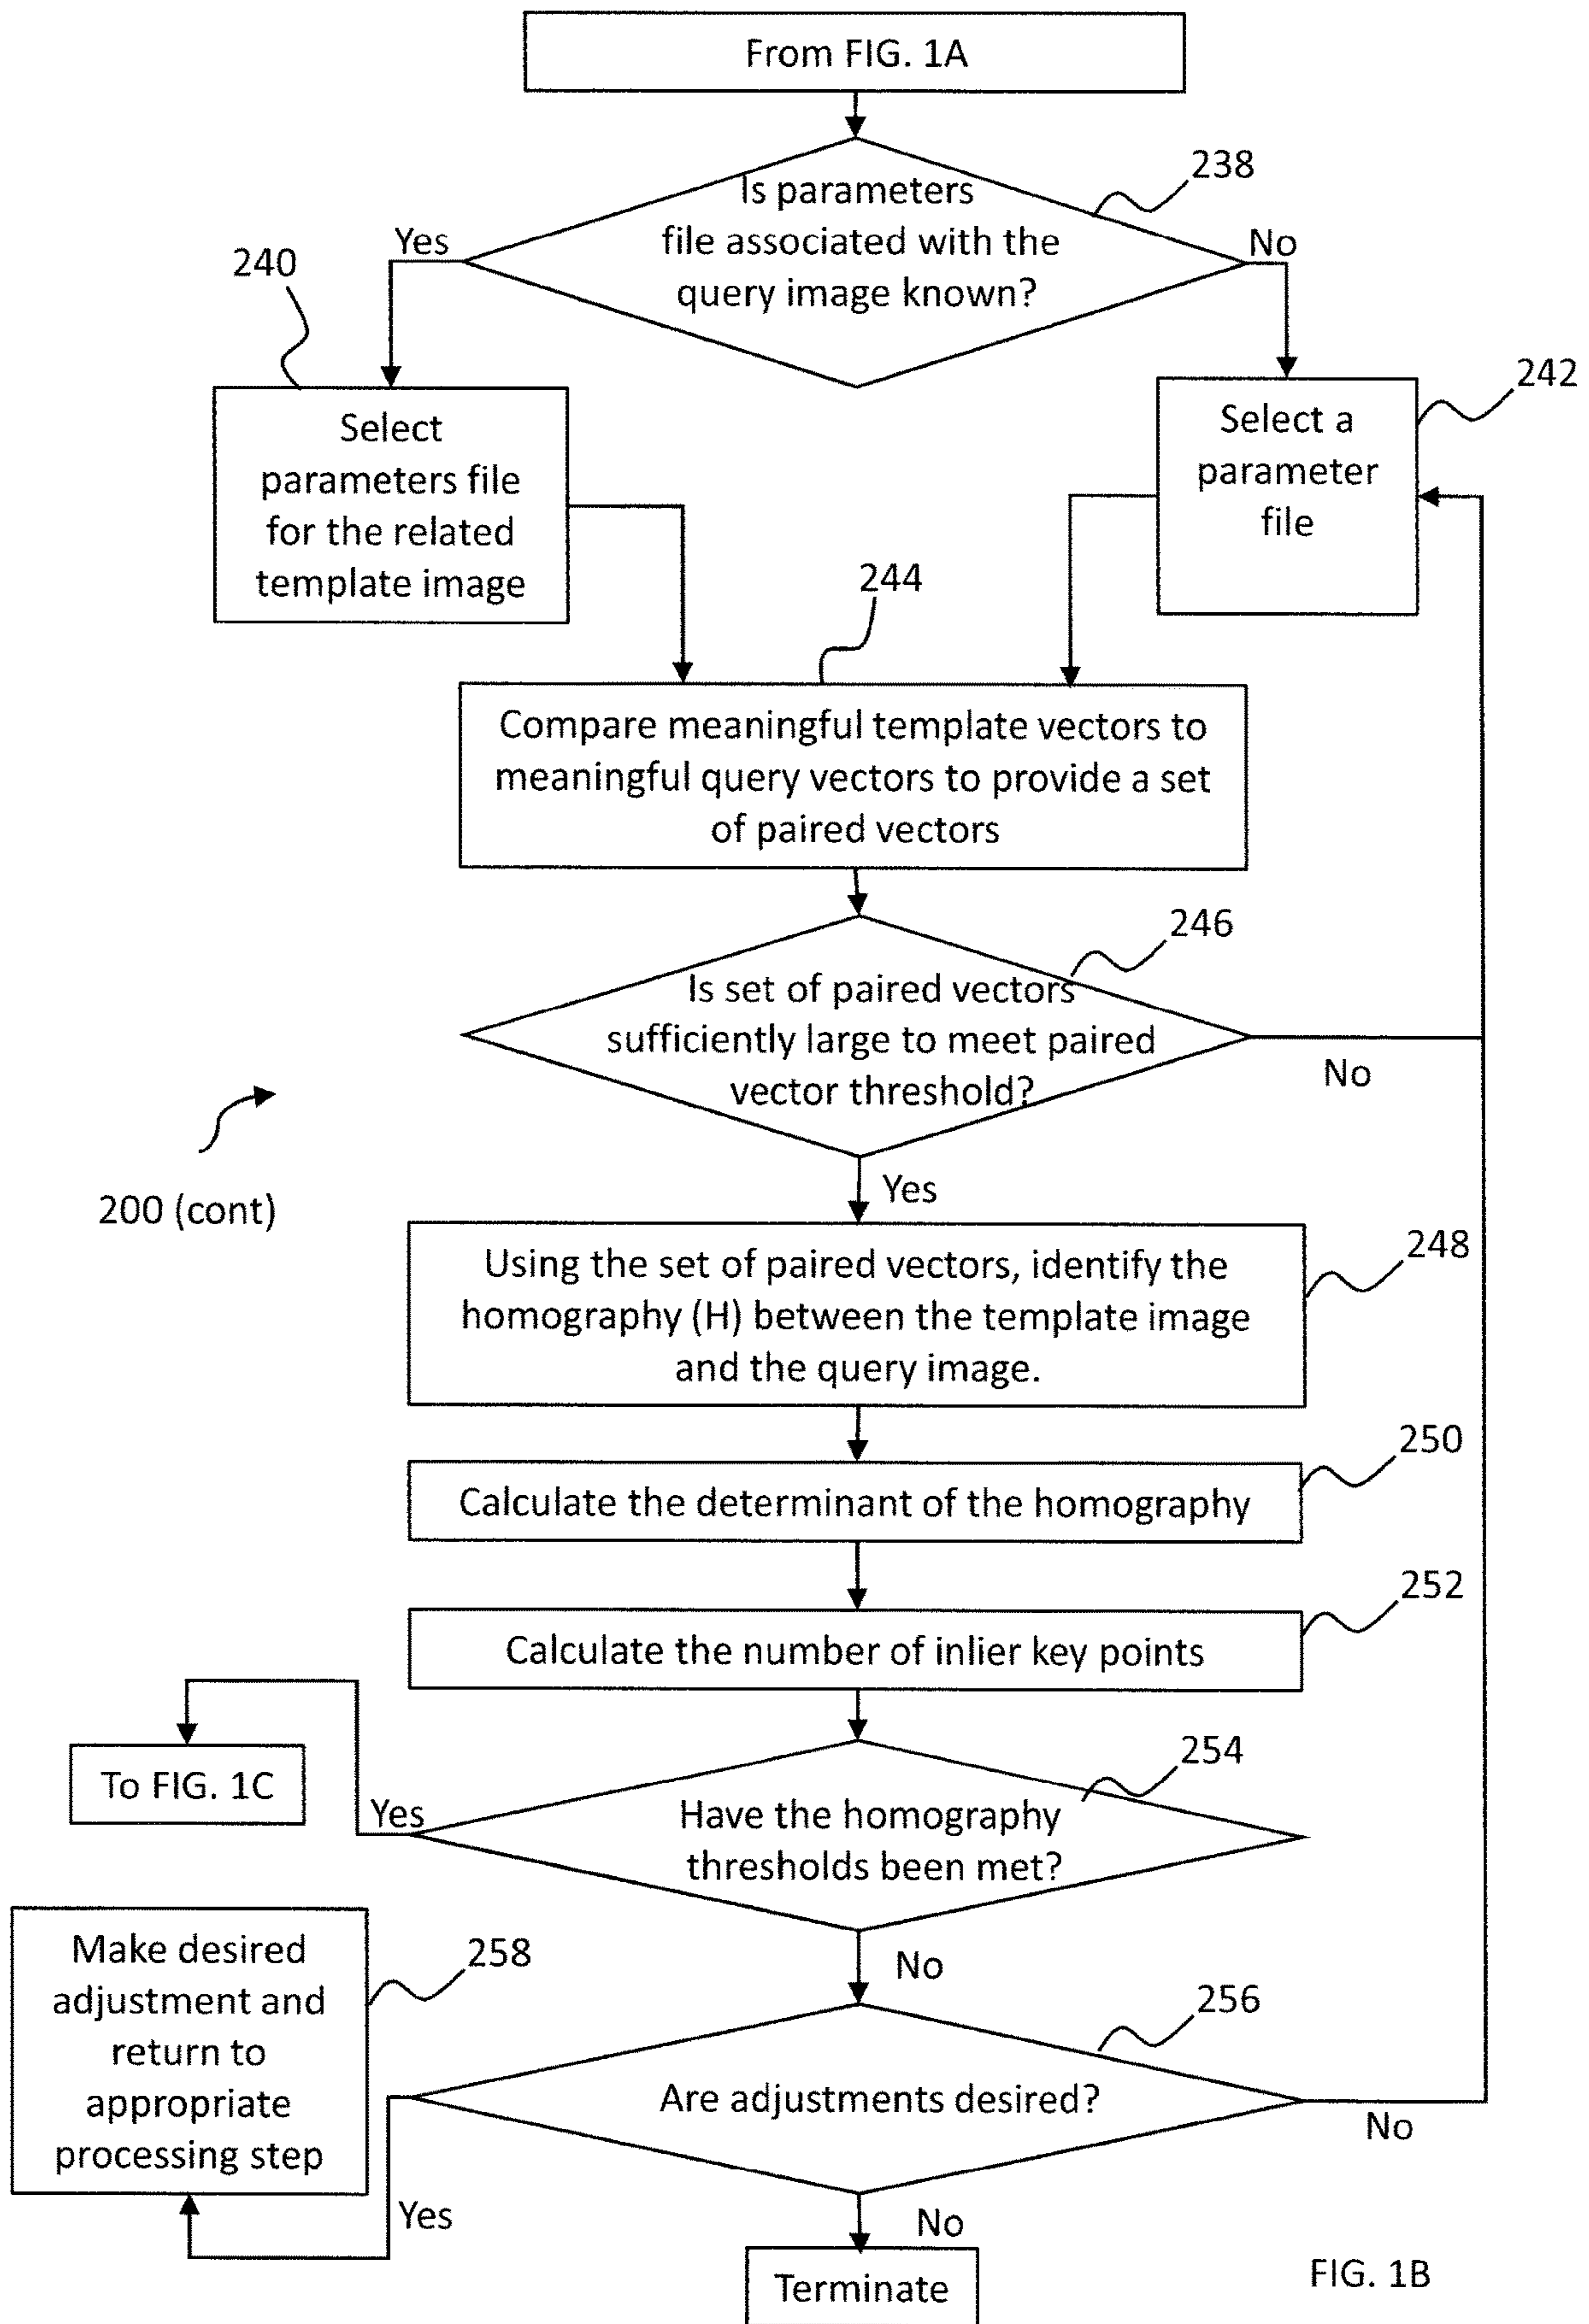 From FIG. 1A
238
Is parameters
file associated with the
query image known?
Yes
No
240
242
Select
parameters file
for the related
template image
Select a
parameter
file
244
Compare meaningful template vectors to
meaningful query vectors to provide a set
of paired vectors
246
Is set of paired vectors
sufficiently large to meet paired
vector threshold?
No
200 (cont)
Yes
248
Using the set of paired vectors, identify the
homography (H) between the template image
and the query image.
250
Calculate the determinant of the homography
252
Calculate the number of inlier key points
254
To FIG. 1C
Yes
Have the homography
thresholds been met?
No
258
Make desired
adjustment and
return to
appropriate
processing step
256
Are adjustments desired?
No
Yes
No
Terminate
FIG. 1B